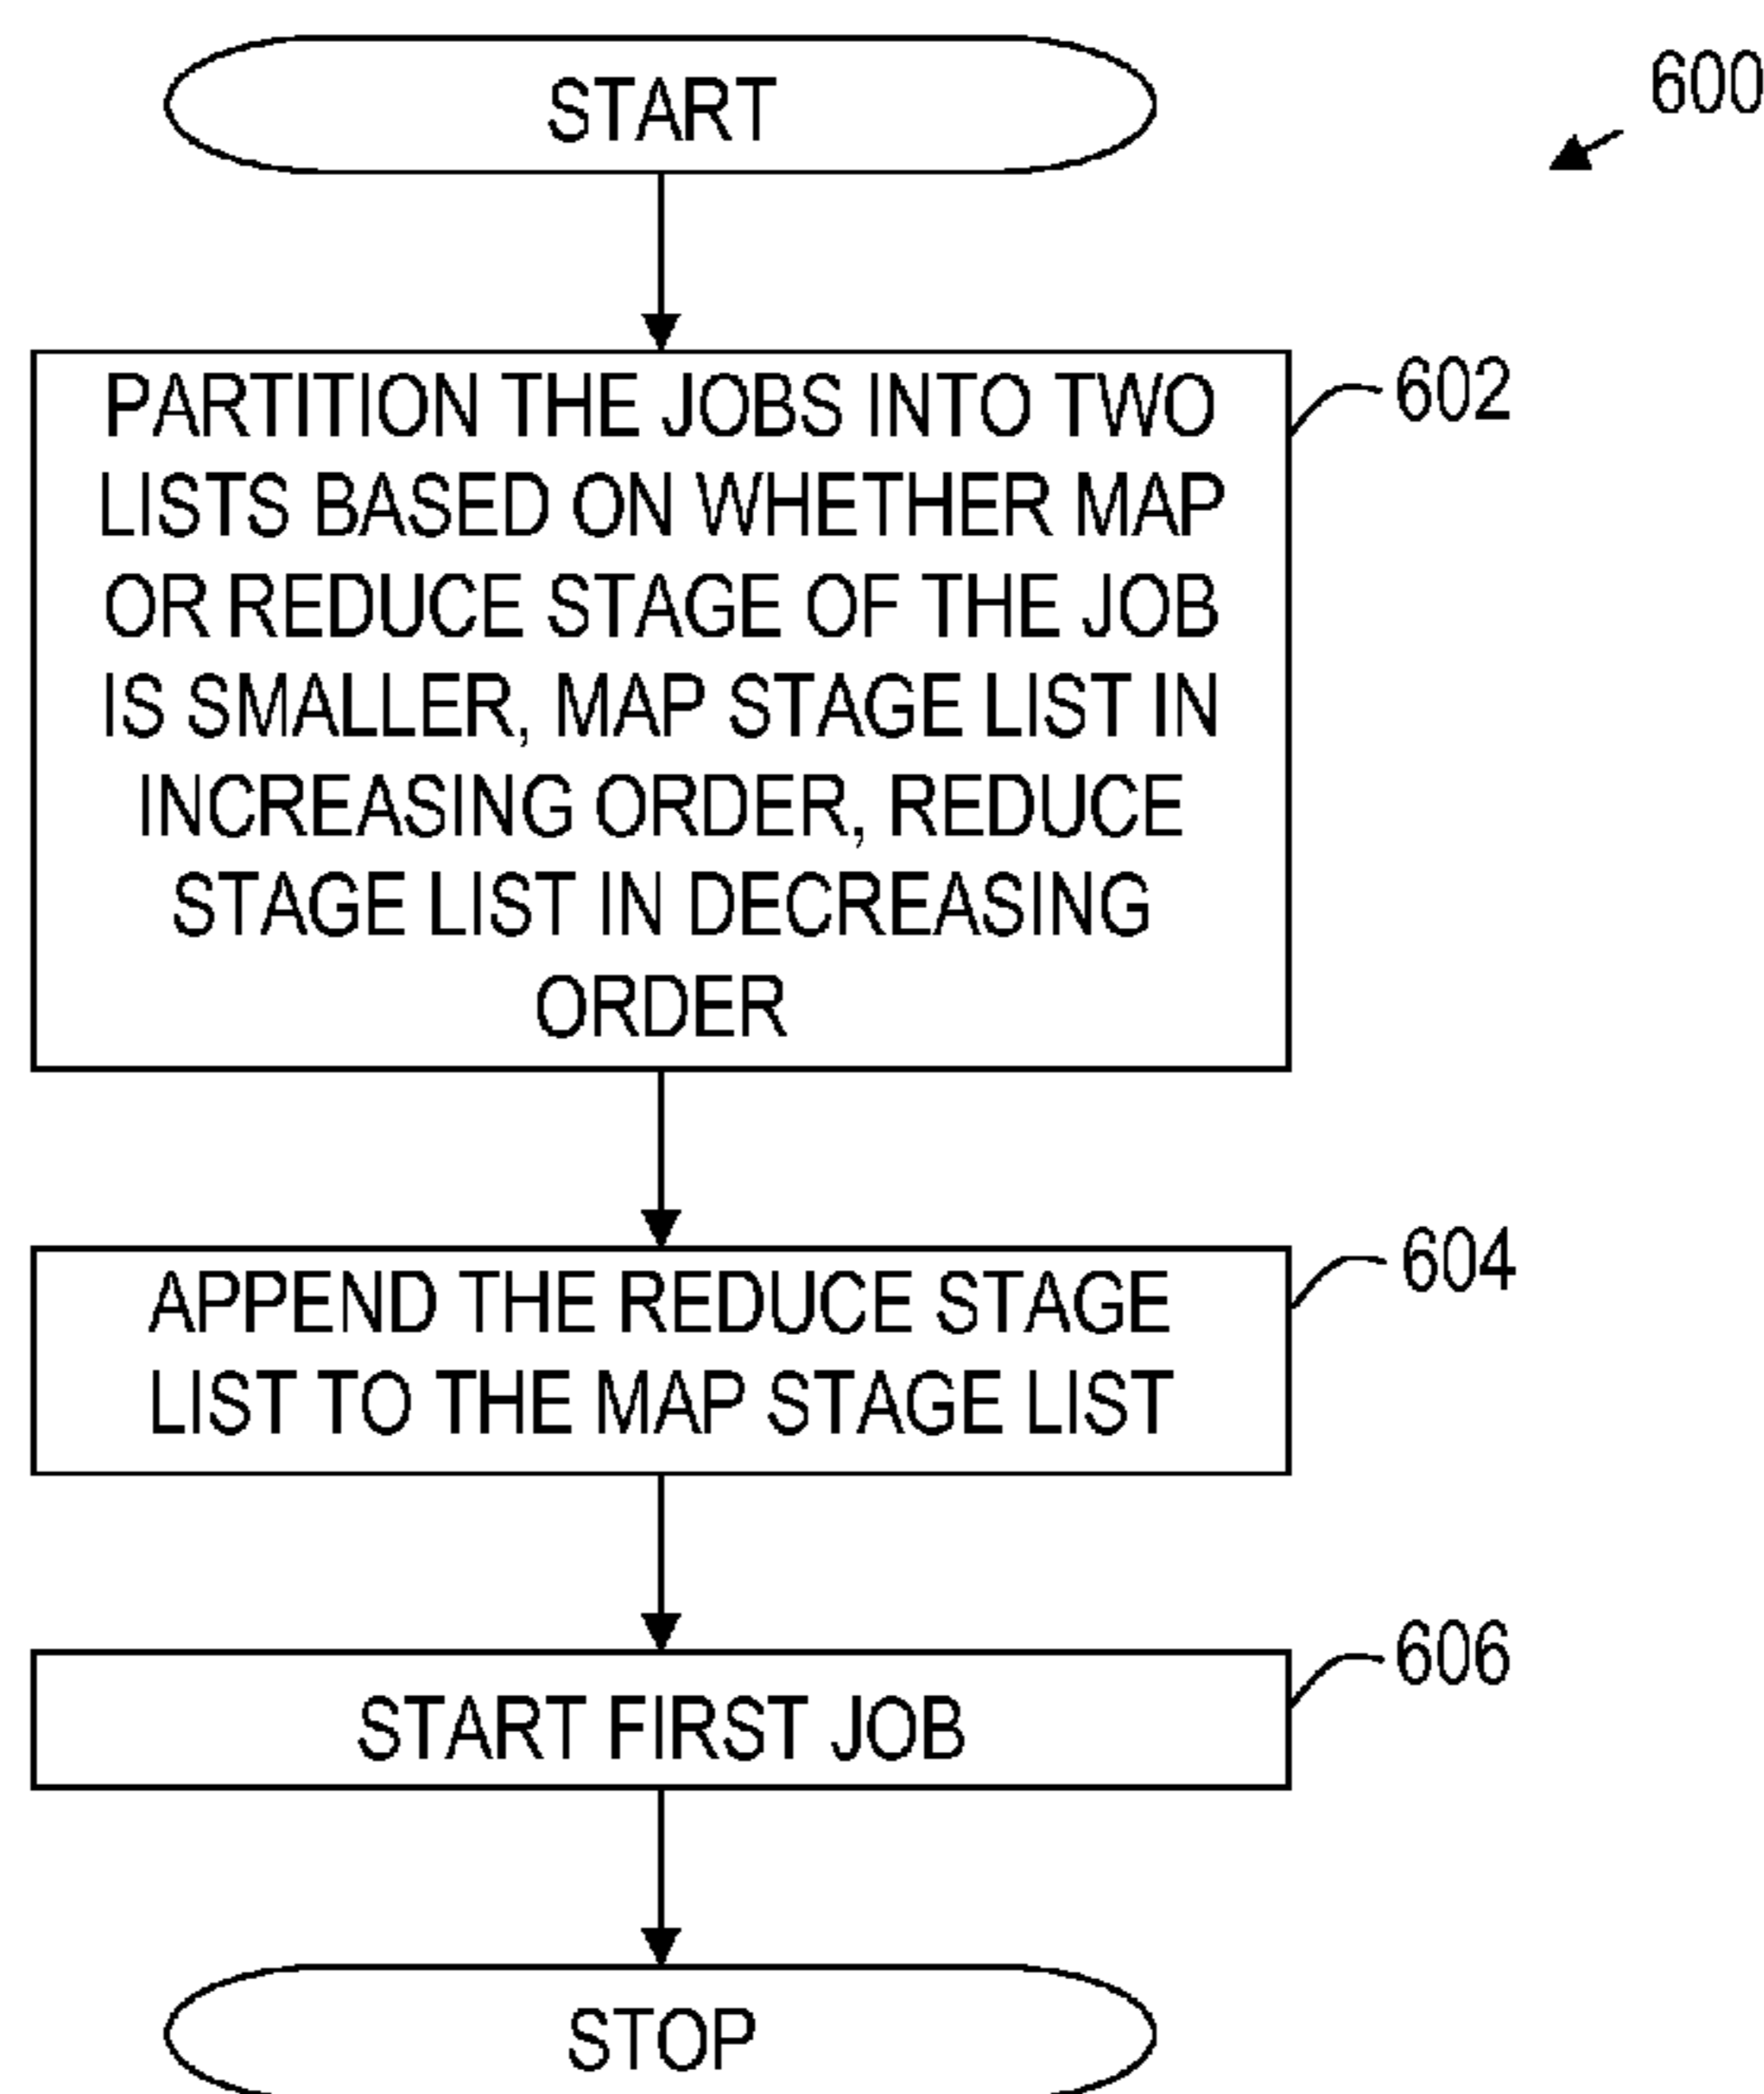 START
600
PARTITION THE JOBS INTO TWO
602
LISTS BASED ON WHETHER MAP
OR REDUCE STAGE OF THE JOB
IS SMALLER, MAP STAGE LIST IN
INCREASING ORDER, REDUCE
STAGE LIST IN DECREASING
ORDER
APPEND THE REDUCE STAGE
604
LIST TO THE MAP STAGE LIST
START FIRST JOB
606
STOP